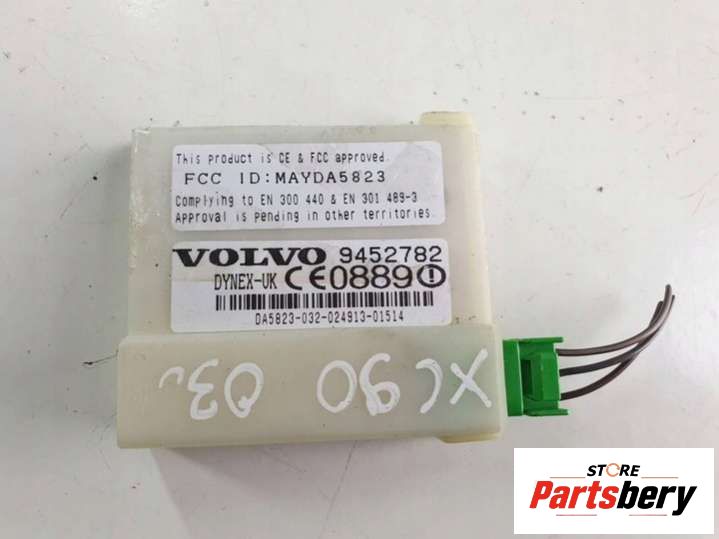 This product is CE & FCC approved.
FCC ID:MAYDA5823
Complying to EN 300 440 & EN 301 489-3
Approval is pending in other territories.
VOLVO 9452782
DYNEX-UK CE0889
DA5823-032-024913-01514
XC90 03
STORE
Partsbery